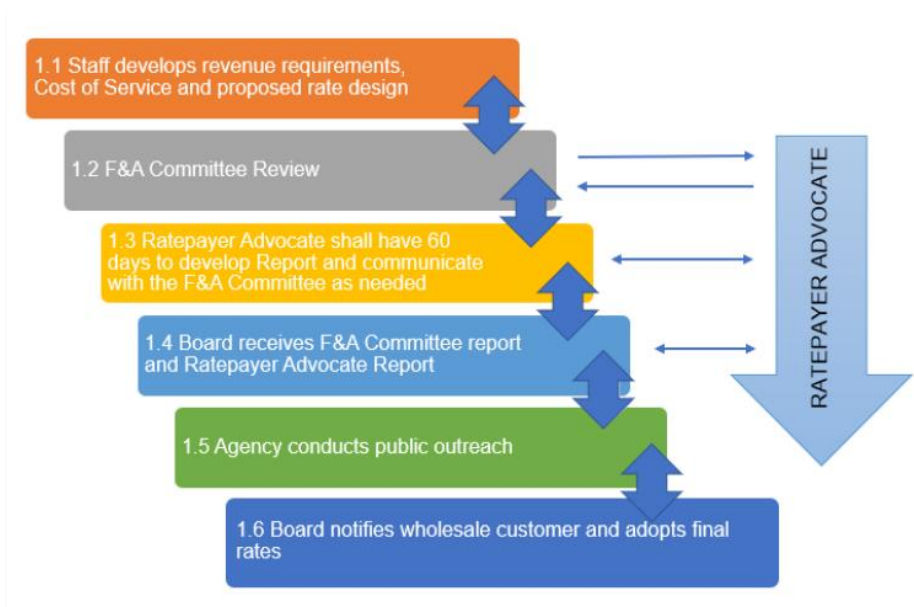 1.1 Staff develops revenue requirements,
Cost of Service and proposed rate design
1.2 F&A Committee Review
1.3 Ratepayer Advocate shall have 60
days to develop Report and communicate
with the F&A Committee as needed
1.4 Board receives F&A Committee report
and Ratepayer Advocate Report
1.5 Agency conducts public outreach
1.6 Board notifies wholesale customer and adopts final
rates
RATEPAYER ADVOCATE